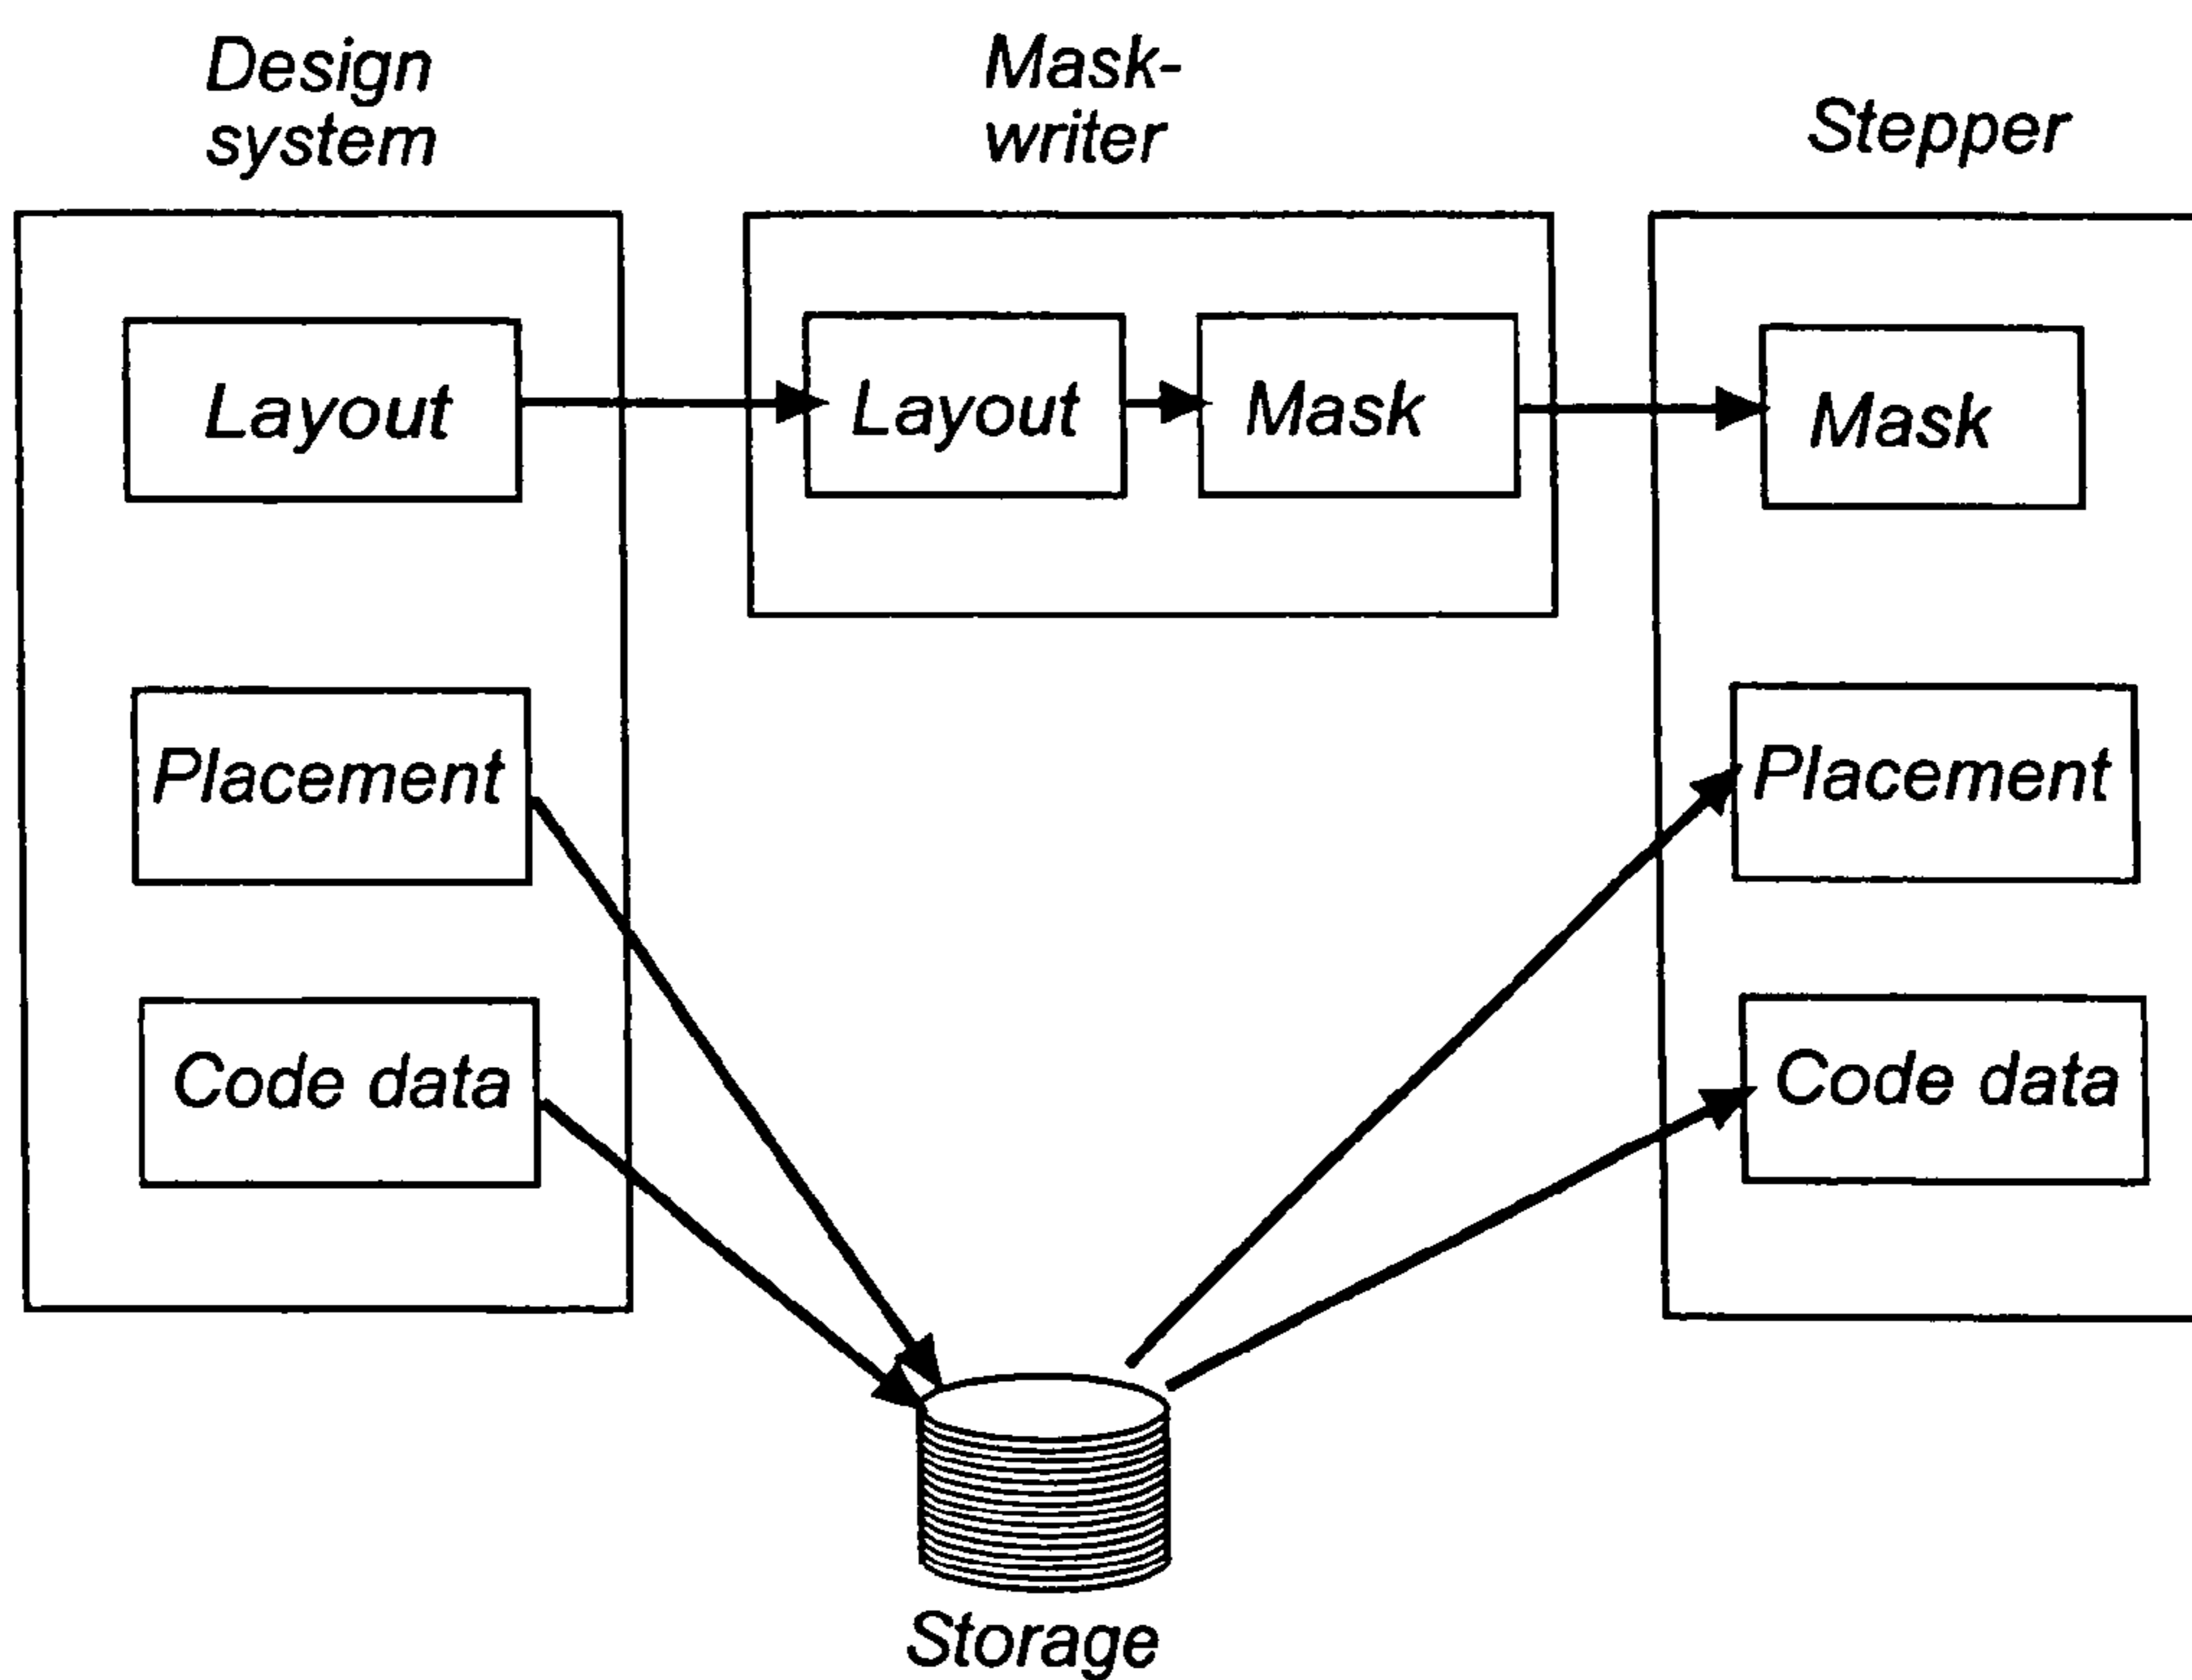 Design
system
Mask-
writer
Stepper
Layout
Layout
Mask
Mask
Placement
Placement
Code data
Code data
Storage